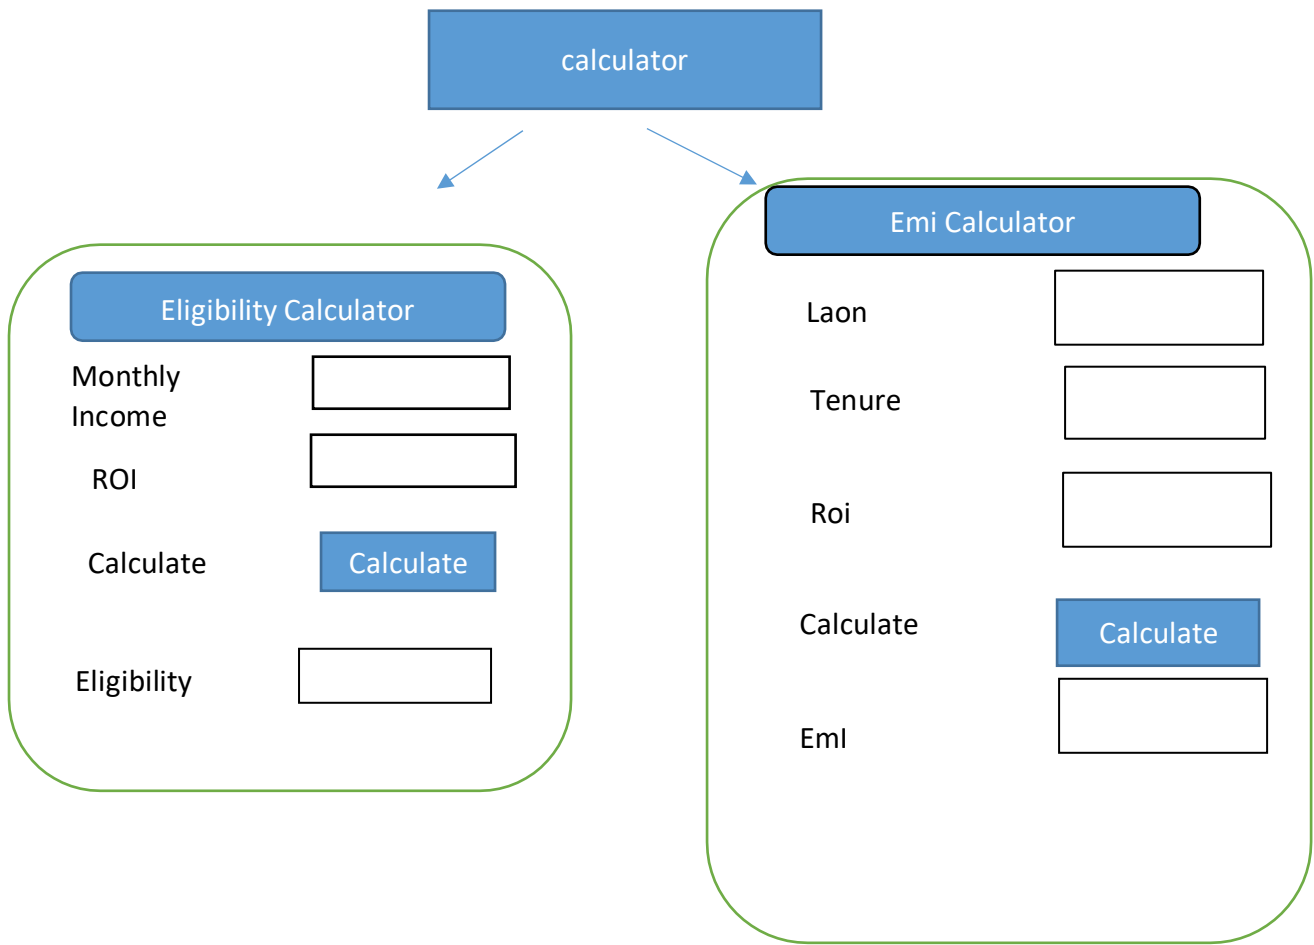 calculator
Eligibility Calculator
Monthly
Income
ROI
Calculate
Calculate
Eligibility
Emi Calculator
Laon
Tenure
Roi
Calculate
Calculate
EmI